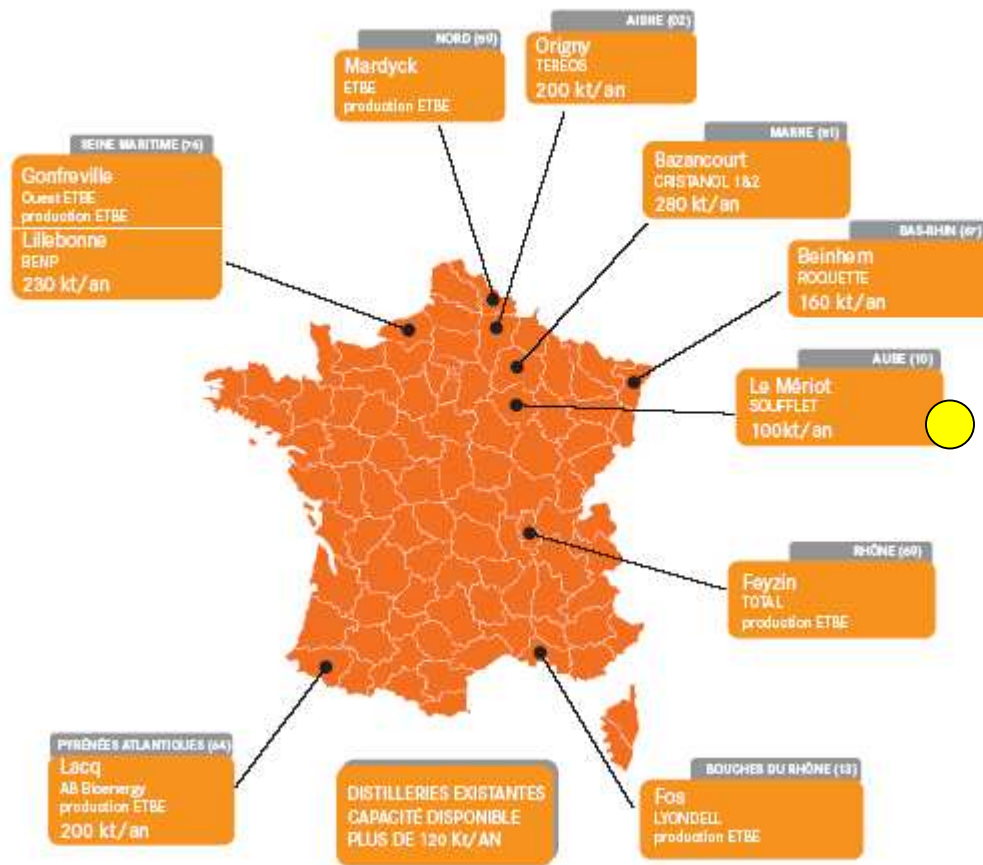 NORD (59)
Mardyck
ETBE
production ETBE
AISNE (02)
Origny
TEREOS
200 kt/an
MARNE (51)
Bazancourt
CRISTANOL 1&2
280 kt/an
SEINE MARITIME (76)
Gonfreville
Ouest ETBE
production ETBE
Lillebonne
BENP
230 kt/an
BAS-RHIN (67)
Beinhem
ROQUETTE
160 kt/an
AUBE (10)
Le Mériot
SOUFFLET
100kt/an
RHÔNE (69)
Feyzin
TOTAL
production ETBE
PYRÉNÉES ATLANTIQUES (64)
Lacq
AB Bioenergy
production ETBE
200 kt/an
DISTILLERIES EXISTANTES
CAPACITÉ DISPONIBLE
PLUS DE 120 Kt/AN
BOUCHES DU RHÔNE (13)
Fos
LYONDELL
production ETBE